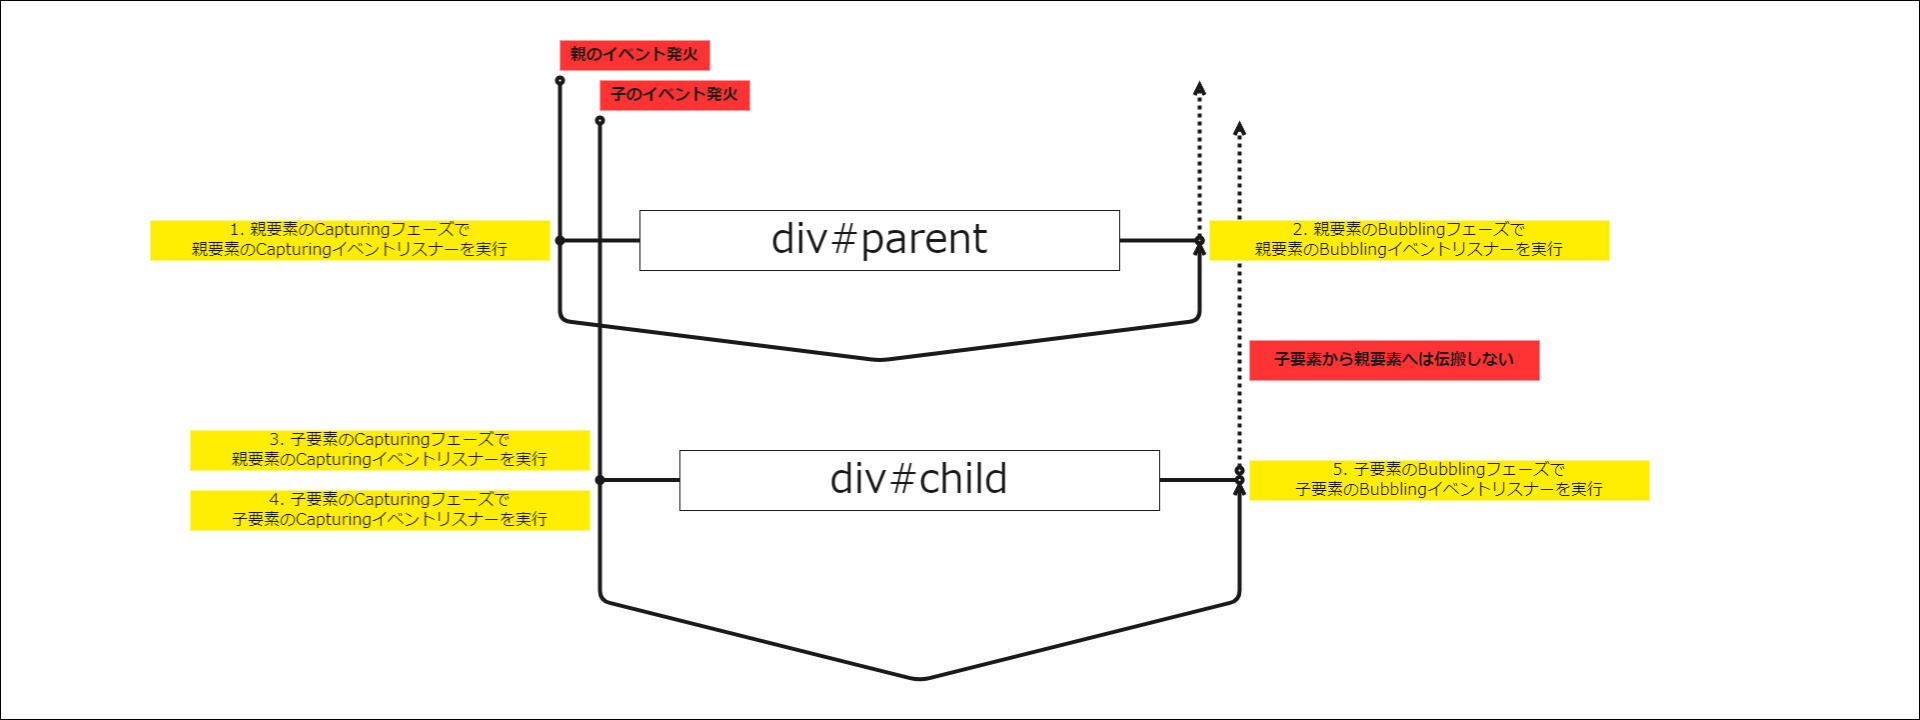 親のイベント発火
子のイベント発火
1. 親要素のCapturingフェーズで
親要素のCapturingイベントリスナーを実行
div#parent
2. 親要素のBubblingフェーズで
親要素のBubblingイベントリスナーを実行
子要素から親要素へは伝搬しない
3. 子要素のCapturingフェーズで
親要素のCapturingイベントリスナーを実行
4. 子要素のCapturingフェーズで
子要素のCapturingイベントリスナーを実行
div#child
5. 子要素のBubblingフェーズで
子要素のBubblingイベントリスナーを実行